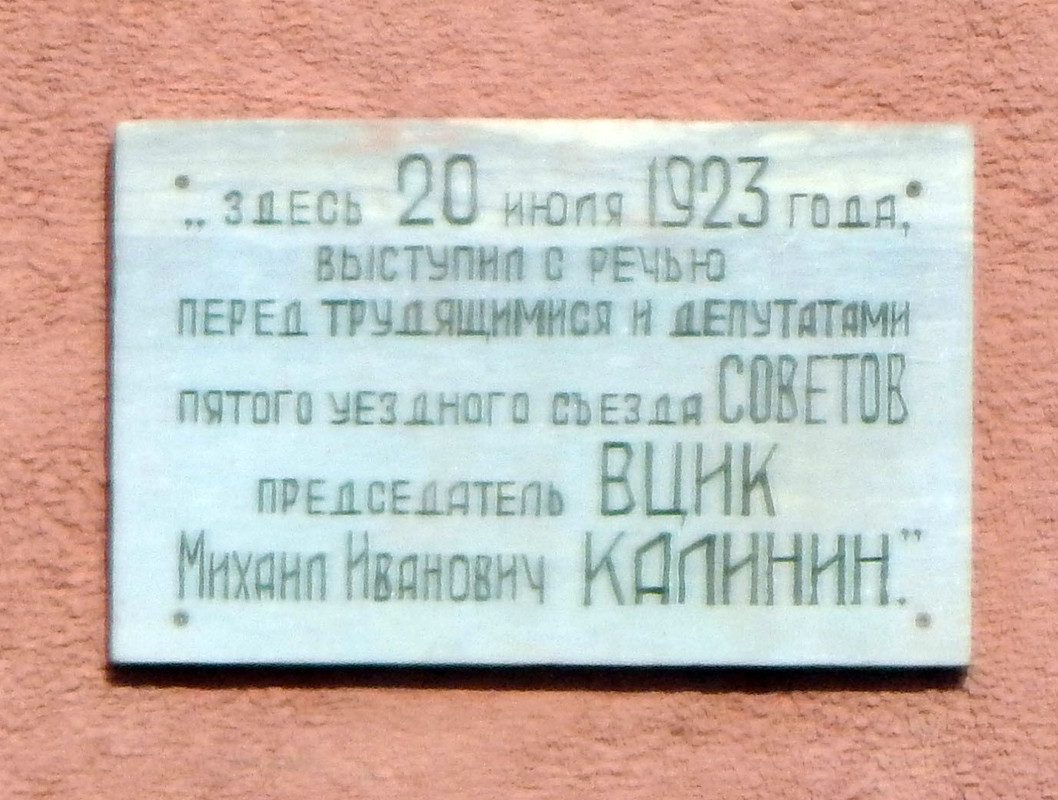 „ ЗДЕСЬ 20 ИЮЛЯ 1923 ГОДА,
ВЫСТУПИЛ С РЕЧЬЮ
ПЕРЕД ТРУДЯЩИМИСЯ И ДЕПУТАТАМИ
ПЯТОГО УЕЗДНОГО СЪЕЗДА СОВЕТОВ
ПРЕДСЕДАТЕЛЬ ВЦИК
МИХАИЛ ИВАНОВИЧ КАЛИНИН.”